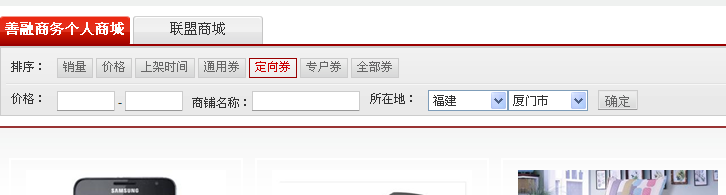 善融商务个人商城 联盟商城
排序： 销量 价格 上架时间 通用券 定向券 专户券 全部券
价格： - 商铺名称： 所在地： 福建 厦门市 确定
SAMSUNG